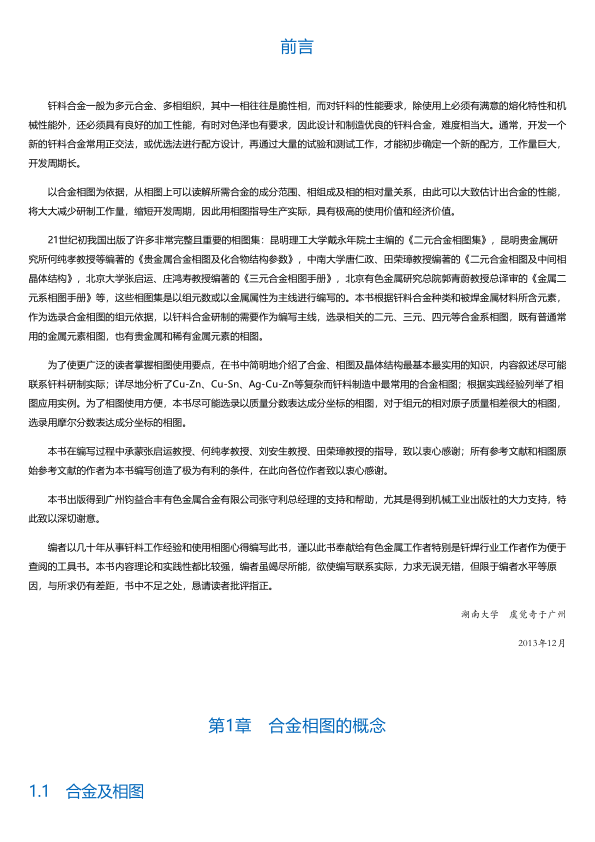 前言
钎料合金一般为多元合金、多相组织，其中一相往往是脆性相，而对钎料的性能要求，除使用上必须有满意的熔化特性和机
械性能外，还必须具有良好的加工性能，有时对色泽也有要求，因此设计和制造优良的钎料合金，难度相当大。通常，开发一个
新的钎料合金常用正交法，或优选法进行配方设计，再通过大量的试验和测试工作，才能初步确定一个新的配方，工作量巨大，
开发周期长。
以合金相图为依据，从相图上可以读解所需合金的成分范围、相组成及相的相对量关系，由此可以大致估计出合金的性能，
将大大减少研制工作量，缩短开发周期，因此用相图指导生产实际，具有极高的使用价值和经济价值。
21世纪初我国出版了许多非常完整且重要的相图集：昆明理工大学戴永年院士主编的《二元合金相图集》，昆明贵金属研
究所何纯孝教授等编著的《贵金属合金相图及化合物结构参数》，中南大学唐仁政、田荣璋教授编著的《二元合金相图及中间相
晶体结构》，北京大学张启运、庄鸿寿教授编著的《三元合金相图手册》，北京有色金属研究总院郭青蔚教授总译审的《金属二
元系相图手册》等，这些相图集是以组元数或以金属属性为主线进行编写的。本书根据钎料合金种类和被焊金属材料所含元素，
作为选录合金相图的组元依据，以钎料合金研制的需要作为编写主线，选录相关的二元、三元、四元等合金系相图，既有普通常
用的金属元素相图，也有贵金属和稀有金属元素的相图。
为了使更广泛的读者掌握相图使用要点，在书中简明地介绍了合金、相图及晶体结构最基本最实用的知识，内容叙述尽可能
联系钎料研制实际；详尽地分析了Cu-Zn、Cu-Sn、Ag-Cu-Zn等复杂而钎料制造中最常用的合金相图；根据实践经验列举了相
图应用实例。为了相图使用方便，本书尽可能选录以质量分数表达成分坐标的相图，对于组元的相对原子质量相差很大的相图，
选录用摩尔分数表达成分坐标的相图。
本书在编写过程中承蒙张启运教授、何纯孝教授、刘安生教授、田荣璋教授的指导，致以衷心感谢；所有参考文献和相图原
始参考文献的作者为本书编写创造了极为有利的条件，在此向各位作者致以衷心感谢。
本书出版得到广州钧益合丰有色金属合金有限公司张守利总经理的支持和帮助，尤其是得到机械工业出版社的大力支持，特
此致以深切谢意。
编者以几十年从事钎料工作经验和使用相图心得编写此书，谨以此书奉献给有色金属工作者特别是钎焊行业工作者作为便于
查阅的工具书。本书内容理论和实践性都比较强，编者虽竭尽所能，欲使编写联系实际，力求无误无错，但限于编者水平等原
因，与所求仍有差距，书中不足之处，恳请读者批评指正。
湖南大学　虞觉奇于广州
2013年12月
第1章　合金相图的概念
1.1　合金及相图